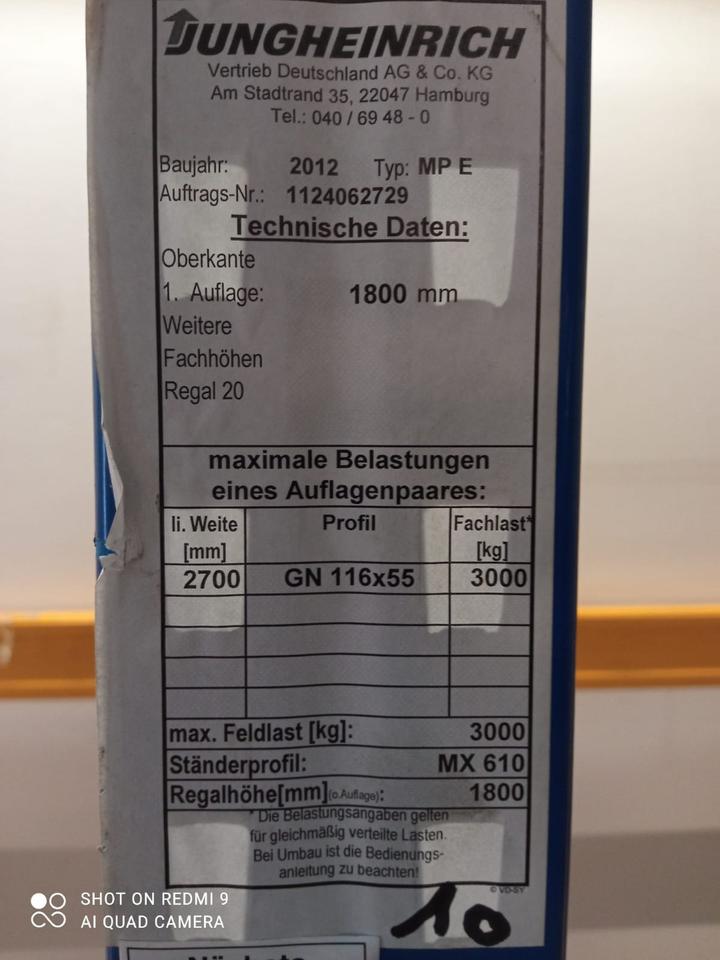 JUNGHEINRICH
Vertrieb Deutschland AG & Co. KG
Am Stadtrand 35, 22047 Hamburg
Tel.: 040 / 69 48 - 0
Baujahr: 2012 Typ: MP E
Auftrags-Nr.: 1124062729
Technische Daten:
Oberkante
1. Auflage: 1800 mm
Weitere
Fachhöhen
Regal 20
maximale Belastungen
eines Auflagenpaares:
li. Weite Profil Fachlast*
[mm] [kg]
2700 GN 116x55 3000
max. Feldlast [kg]: 3000
Ständerprofil: MX 610
Regalhöhe[mm](o.Auflage): 1800
* Die Belastungsangaben gelten
für gleichmäßig verteilte Lasten.
Bei Umbau ist die Bedienungs-
anleitung zu beachten!
© VD-SY
10
SHOT ON REDMI 9
AI QUAD CAMERA